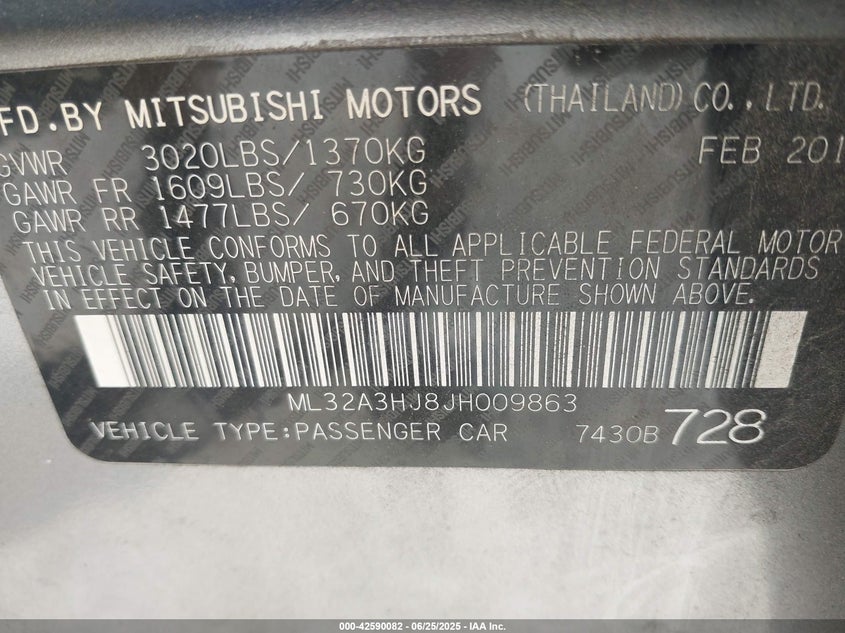 FD.BY MITSUBISHI MOTORS (THAILAND) CO.,LTD.
GVWR 3020LBS/1370KG FEB 201
GAWR FR 1609LBS/ 730KG
GAWR RR 1477LBS/ 670KG
THIS VEHICLE CONFORMS TO ALL APPLICABLE FEDERAL MOTOR
VEHICLE SAFETY, BUMPER, AND THEFT PREVENTION STANDARDS
IN EFFECT ON THE DATE OF MANUFACTURE SHOWN ABOVE.
ML32A3HJ8JH009863
VEHICLE TYPE:PASSENGER CAR 7430B 728
000-42590082 - 06/25/2025 - IAA Inc.